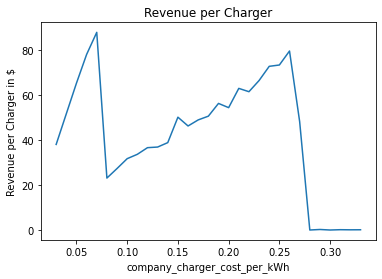 Revenue per Charger
Revenue per Charger in $
80
60
40
20
0
0.05 0.10 0.15 0.20 0.25 0.30
company_charger_cost_per_kWh